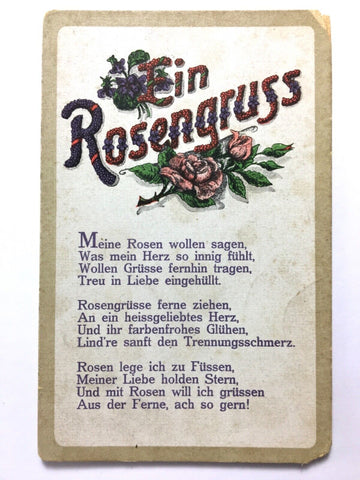 Ein
Rosengruss
Meine Rosen wollen sagen,
Was mein Herz so innig fühlt,
Wollen Grüsse fernhin tragen,
Treu in Liebe eingehüllt.
Rosengrüsse ferne ziehen,
An ein heissgeliebtes Herz,
Und ihr farbenfrohes Glühen,
Lind're sanft den Trennungsschmerz.
Rosen lege ich zu Füssen,
Meiner Liebe holden Stern,
Und mit Rosen will ich grüssen
Aus der Ferne, ach so gern!